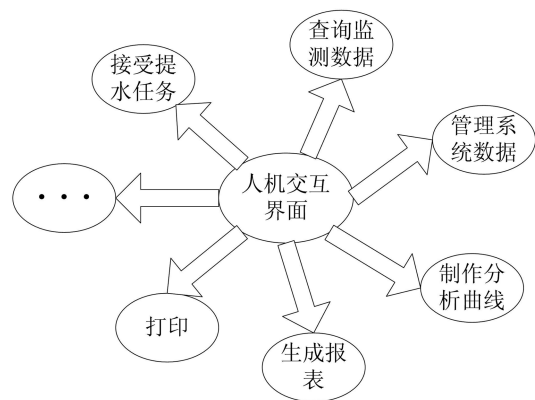 查询监
测数据
接受提
水任务
管理系
统数据
人机交互
界面
• • •
制作分
析曲线
打印
生成报
表